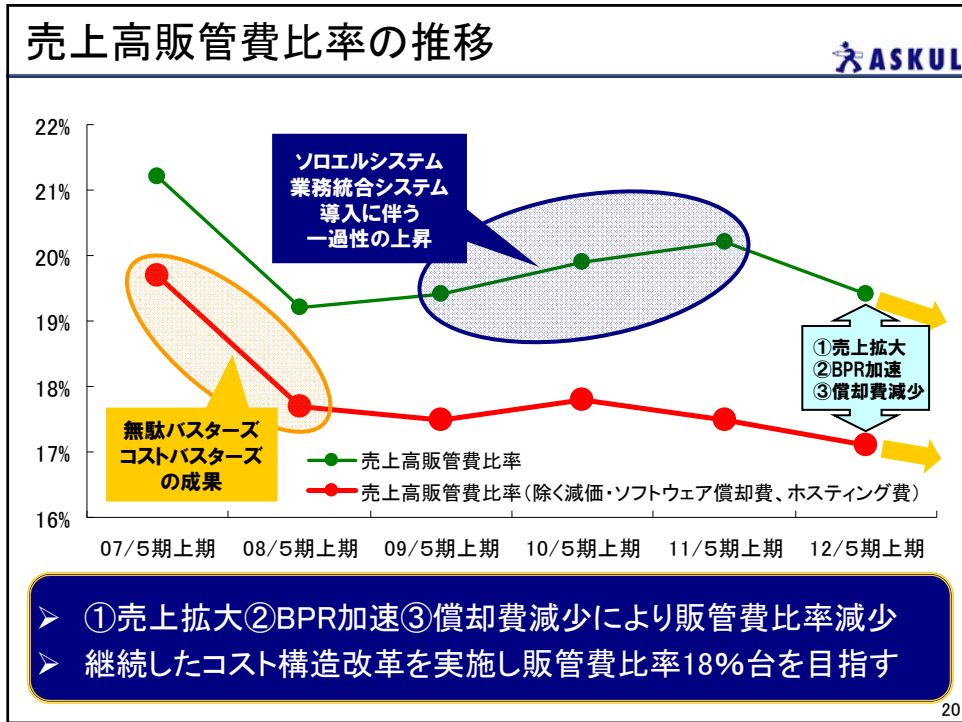 売上高販管費比率の推移
ASKUL
22%
21%
20%
19%
18%
17%
16%
ソロエルシステム
業務統合システム
導入に伴う
一過性の上昇
①売上拡大
②BPR加速
③償却費減少
無駄バスターズ
コストバスターズ
の成果
売上高販管費比率
売上高販管費比率(除く減価・ソフトウェア償却費、ホスティング費)
07/5期上期 08/5期上期 09/5期上期 10/5期上期 11/5期上期 12/5期上期
➢ ①売上拡大②BPR加速③償却費減少により販管費比率減少
➢ 継続したコスト構造改革を実施し販管費比率18%台を目指す
20